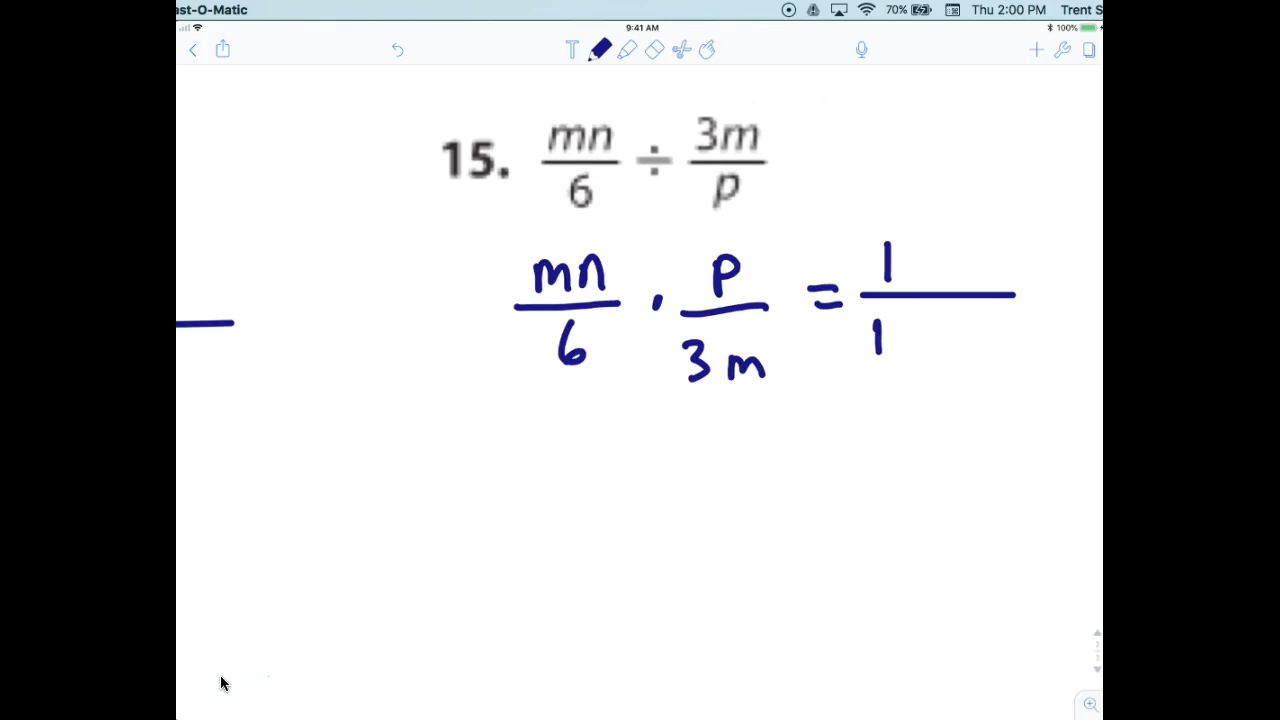 ast-O-Matic 70% Thu 2:00 PM Trent S
9:41 AM 100%
T
15. mn/6 ÷ 3m/p
mn/6 · p/3m = 1/1